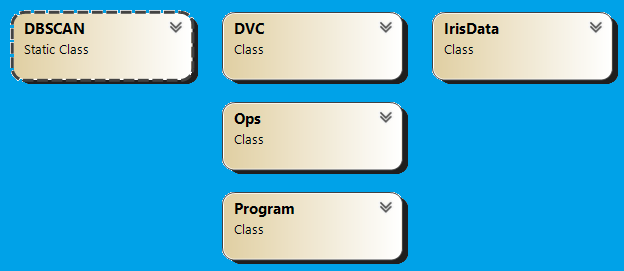 DBSCAN
Static Class
DVC
Class
IrisData
Class
Ops
Class
Program
Class